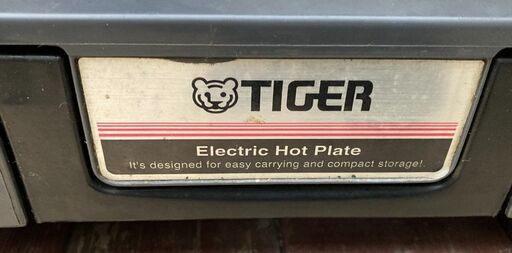 TIGER
Electric Hot Plate
It's designed for easy carrying and compact storage!